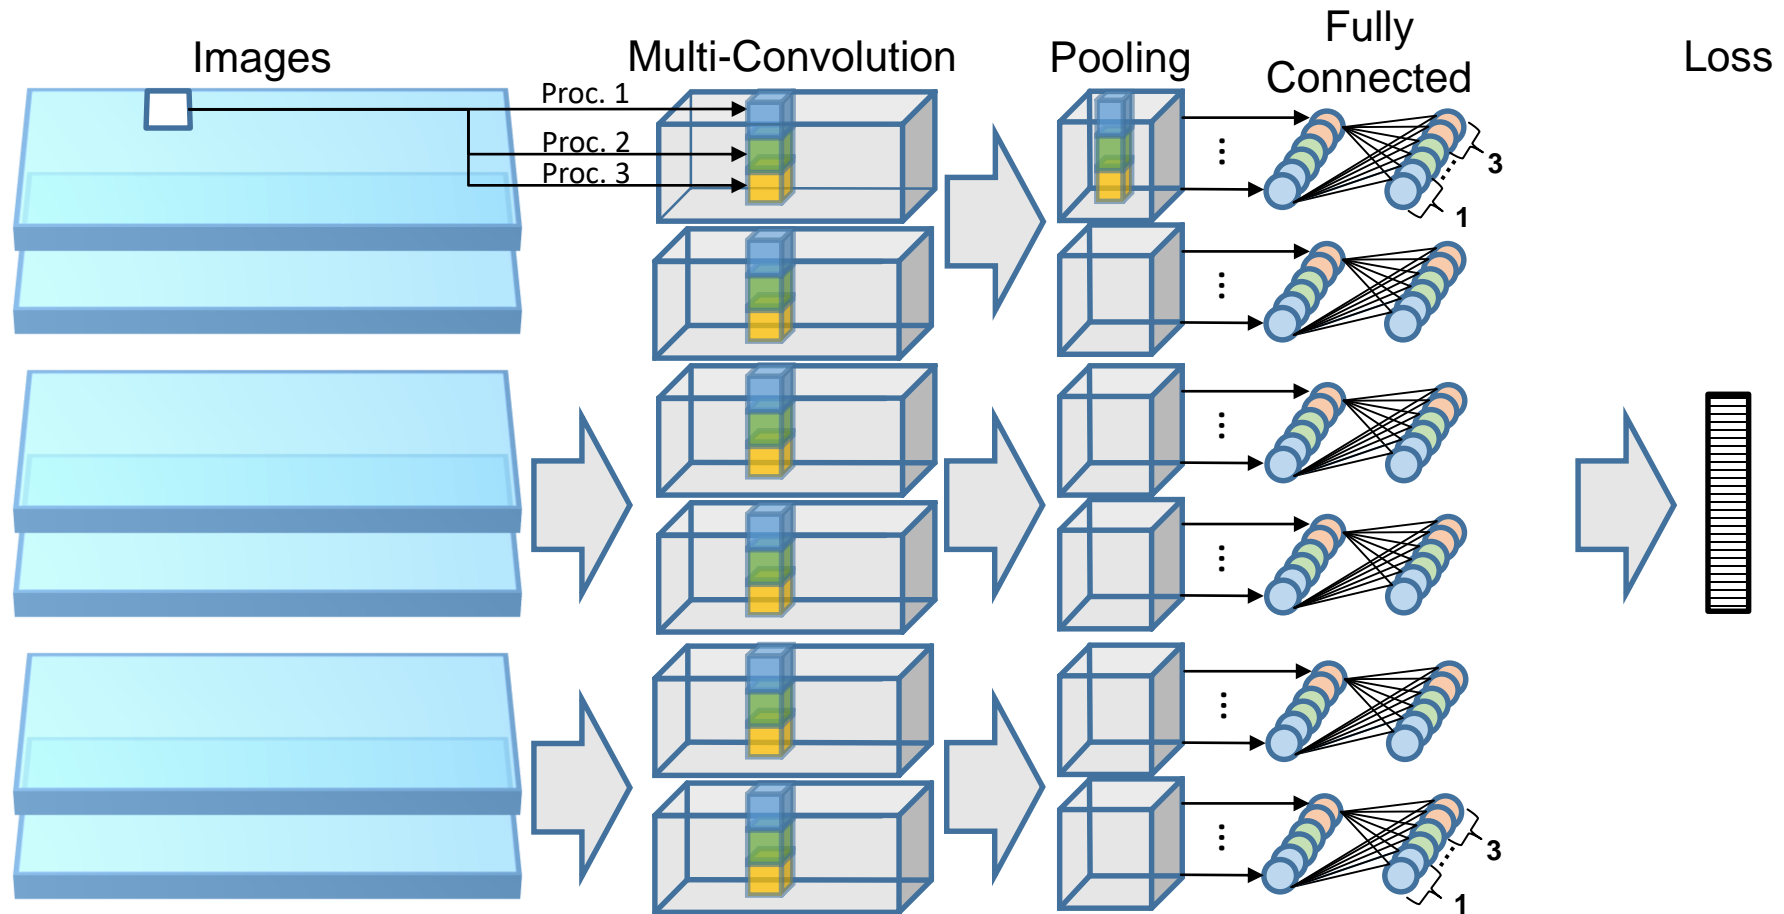 Images
Multi-Convolution
Pooling
Fully
Connected
Loss
Proc. 1
Proc. 2
Proc. 3
...
3
1
...
...
...
...
...
3
1